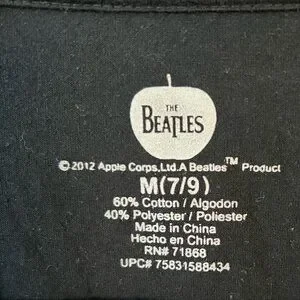 THE
BEATLES
©2012 Apple Corps,Ltd.A Beatles™ Product
M(7/9)
60% Cotton / Algodon
40% Polyester / Poliester
Made in China
Hecho en China
RN# 71868
UPC# 75831588434